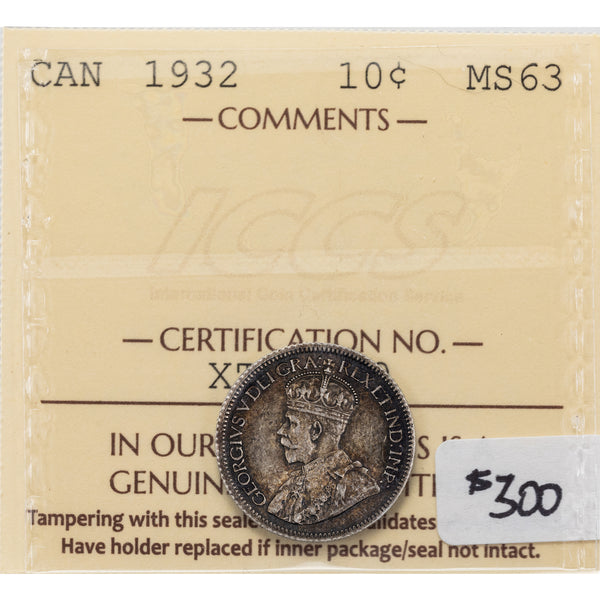 CAN 1932 10¢ MS63
— COMMENTS —
ICCS
International Coin Certification Service
— CERTIFICATION NO. —
GEORGIVS V DEI GRA: REX ET IND: IMP:
IN OUR
GENUIN
$300
Tampering with this seale
Have holder replaced if inner package/seal not intact.